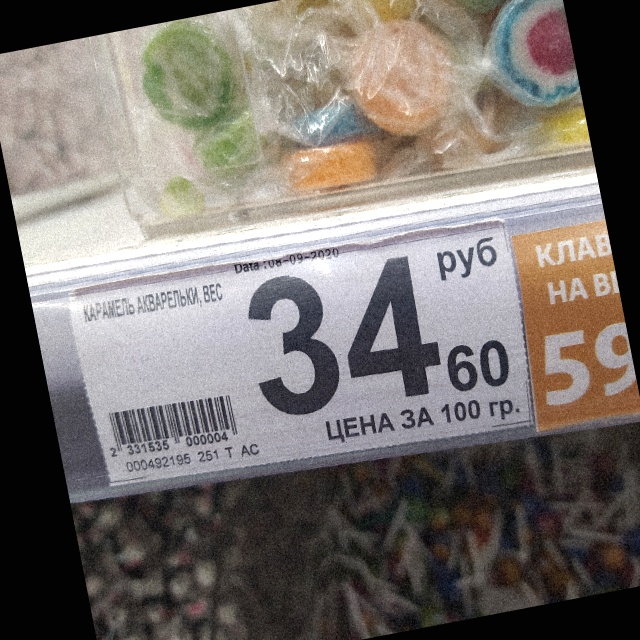 Data :08-09-2020
КАРАМЕЛЬ АКВАРЕЛЬКИ, ВЕС
34 60 руб
ЦЕНА ЗА 100 гр.
2 331535 000004
000492195 251 Т АС
КЛАВ
НА
59